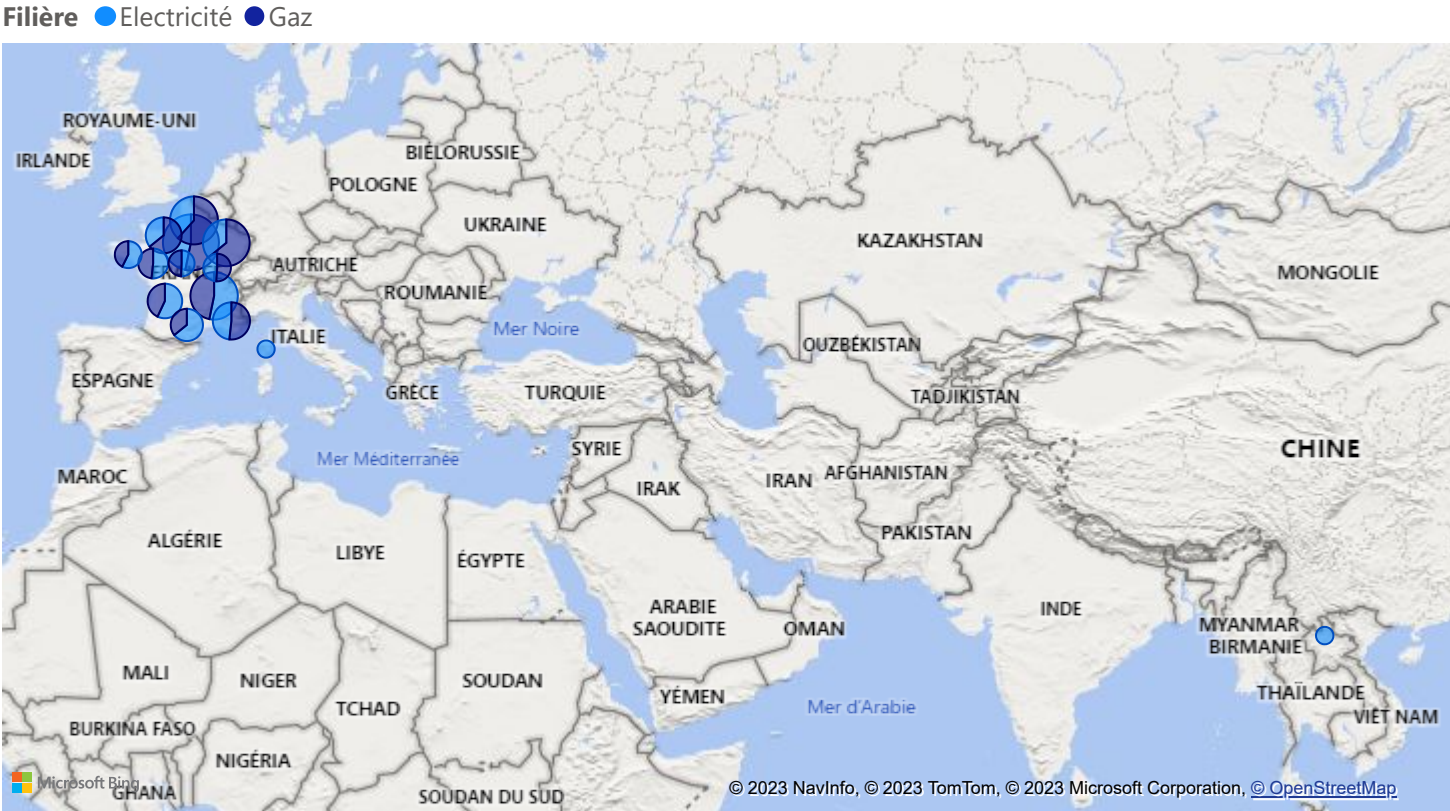 Filière Electricité Gaz
ROYAUME-UNI
IRLANDE
BIÉLORUSSIE
POLOGNE
UKRAINE
KAZAKHSTAN
AUTRICHE
MONGOLIE
ROUMANIE
Mer Noire
ITALIE
OUZBÉKISTAN
ESPAGNE
GRÈCE
TURQUIE
TADJIKISTAN
SYRIE
CHINE
Mer Méditerranée
MAROC
IRAK
IRAN
AFGHANISTAN
PAKISTAN
ALGÉRIE
LIBYE
ÉGYPTE
ARABIE
SAOUDITE
OMAN
INDE
MYANMAR
BIRMANIE
MALI
NIGER
SOUDAN
YÉMEN
THAÏLANDE
TCHAD
Mer d'Arabie
VIÊT NAM
BURKINA FASO
NIGÉRIA
Microsoft Bing
GHANA
SOUDAN DU SUD
© 2023 NavInfo, © 2023 TomTom, © 2023 Microsoft Corporation, © OpenStreetMap